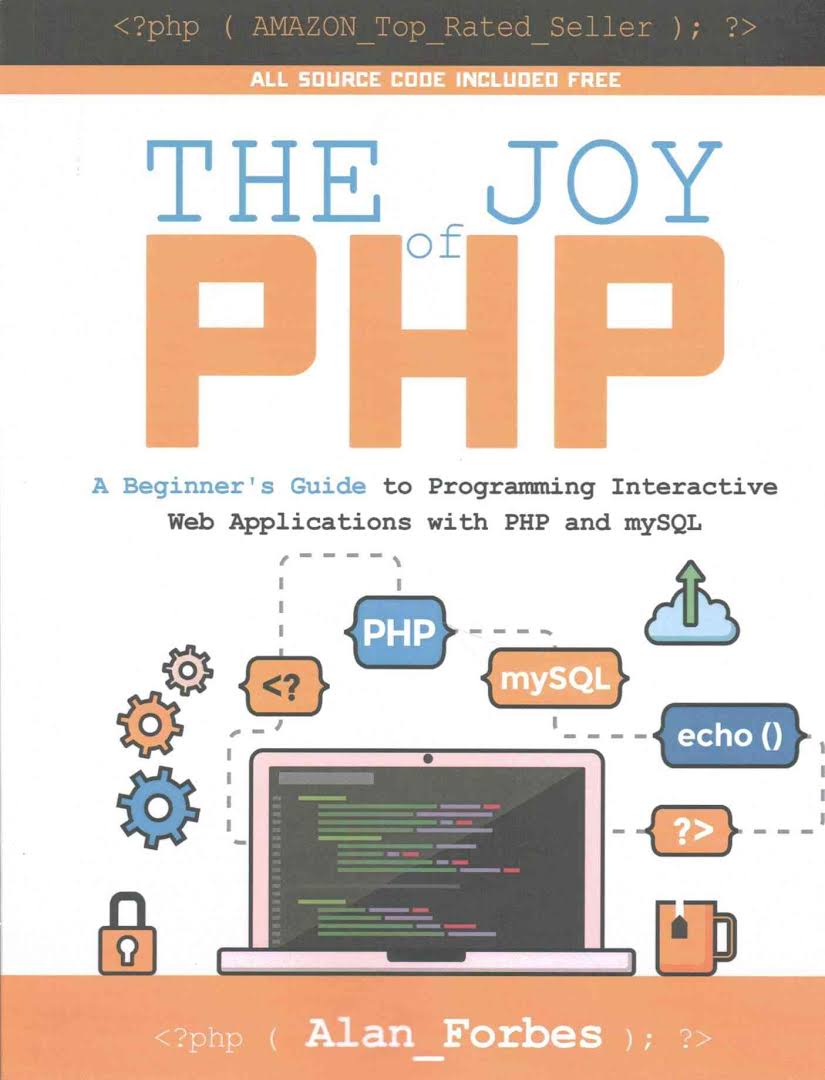 <?php ( AMAZON_Top_Rated_Seller ); ?>
ALL SOURCE CODE INCLUDED FREE
THE JOY
of
PHP
A Beginner's Guide to Programming Interactive
Web Applications with PHP and mySQL
PHP
<?
mySQL
echo ()
?>
<?php ( Alan_Forbes ); ?>